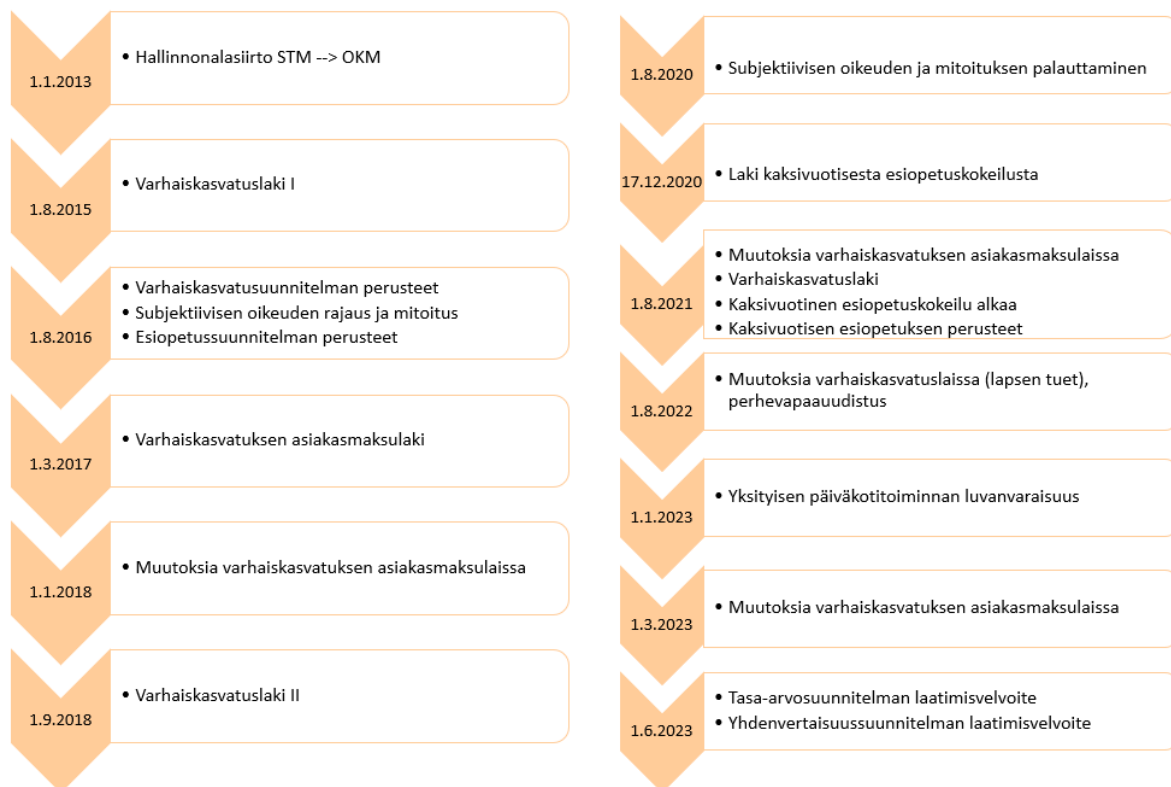 1.1.2013
• Hallinnonalasiirto STM --> OKM
1.8.2015
• Varhaiskasvatuslaki I
1.8.2016
• Varhaiskasvatusuunnitelman perusteet
• Subjektiivisen oikeuden rajaus ja mitoitus
• Esiopetussuunnitelman perusteet
1.3.2017
• Varhaiskasvatuksen asiakasmaksulaki
1.1.2018
• Muutoksia varhaiskasvatuksen asiakasmaksulaissa
1.9.2018
• Varhaiskasvatuslaki II
1.8.2020
• Subjektiivisen oikeuden ja mitoituksen palauttaminen
17.12.2020
• Laki kaksivuotisesta esiopetuskokeilusta
1.8.2021
• Muutoksia varhaiskasvatuksen asiakasmaksulaissa
• Varhaiskasvatuslaki
• Kaksivuotinen esiopetuskokeilu alkaa
• Kaksivuotisen esiopetuksen perusteet
1.8.2022
• Muutoksia varhaiskasvatuslaissa (lapsen tuet),
perhevapaauudistus
1.1.2023
• Yksityisen päiväkotitoiminnan luvanvaraisuus
1.3.2023
• Muutoksia varhaiskasvatuksen asiakasmaksulaissa
1.6.2023
• Tasa-arvosuunnitelman laatimisvelvoite
• Yhdenvertaisuussuunnitelman laatimisvelvoite